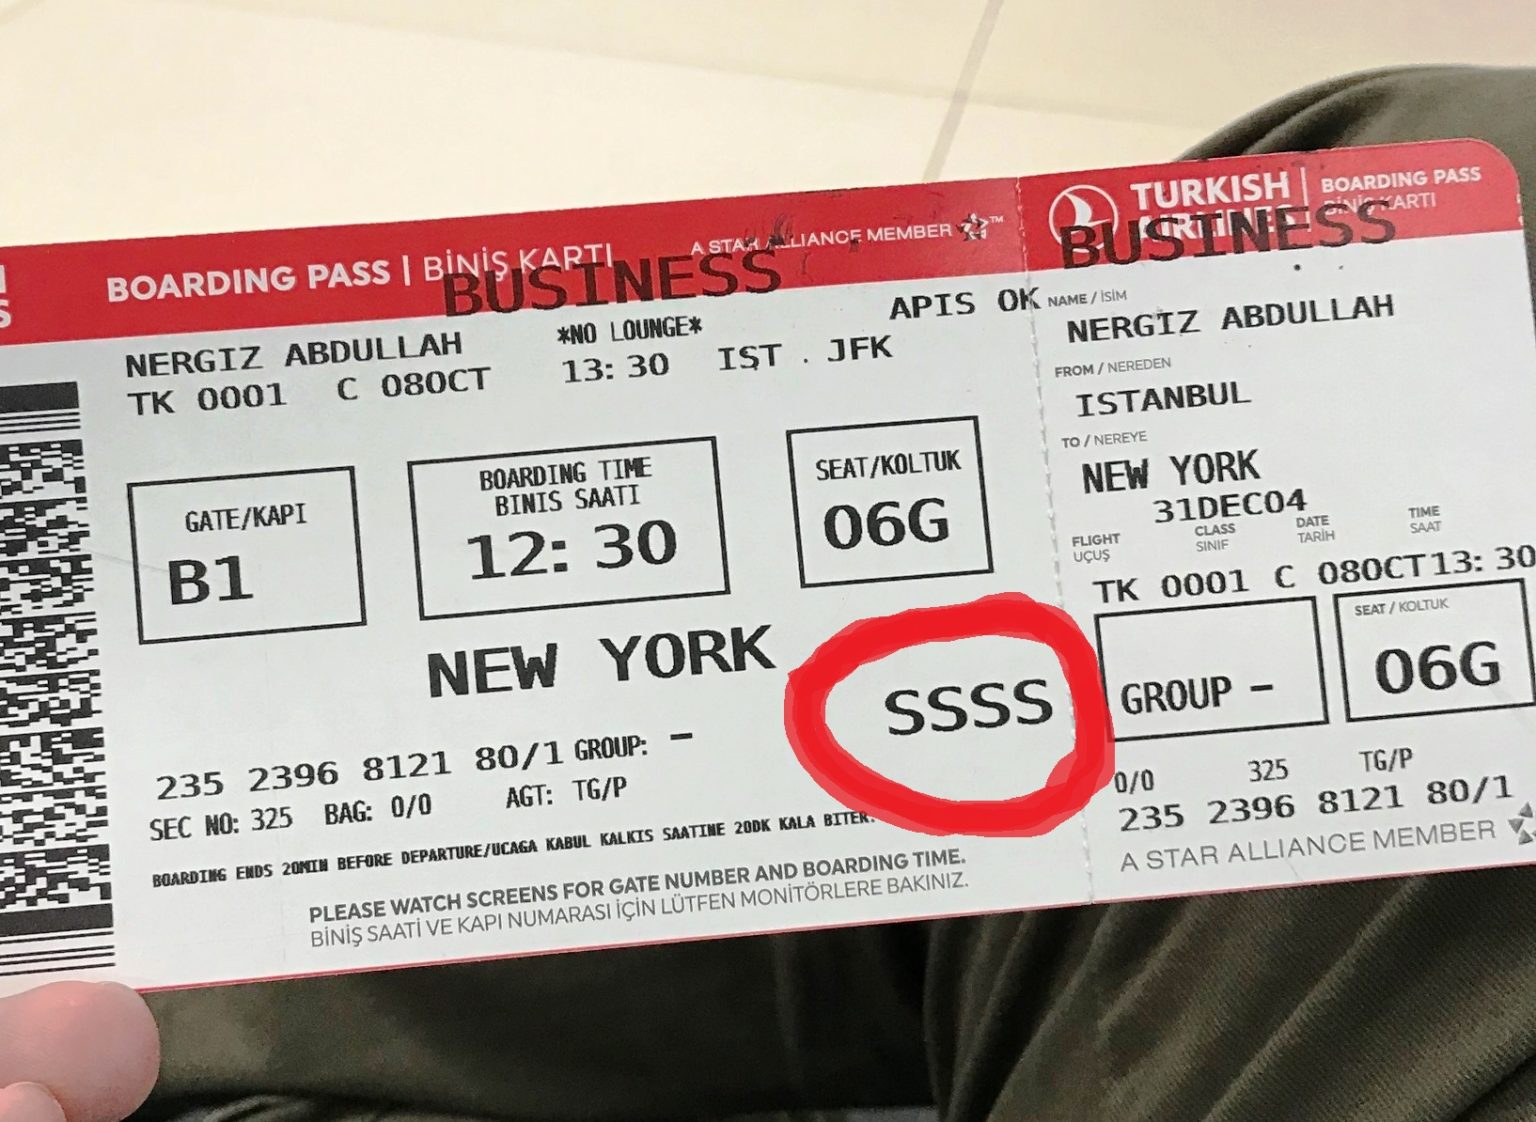 BOARDING PASS | BİNİŞ KARTI
A STAR ALLIANCE MEMBER
BUSINESS
NERGIZ ABDULLAH
*NO LOUNGE*
APIS OK
TK 0001 C 08OCT 13:30 IST . JFK
GATE/KAPI
B1
BOARDING TIME
BINIS SAATI
12:30
SEAT/KOLTUK
06G
NEW YORK
SSSS
235 2396 8121 80/1 GROUP: -
SEC NO: 325 BAG: 0/0 AGT: TG/P
BOARDING ENDS 20MIN BEFORE DEPARTURE/UCAGA KABUL KALKIS SAATINE 20DK KALA BITER.
PLEASE WATCH SCREENS FOR GATE NUMBER AND BOARDING TIME.
BİNİŞ SAATİ VE KAPI NUMARASI İÇİN LÜTFEN MONİTÖRLERE BAKINIZ.
TURKISH
AIRLINES
BOARDING PASS
BİNİŞ KARTI
BUSINESS
NAME / İSİM
NERGIZ ABDULLAH
FROM / NEREDEN
ISTANBUL
TO / NEREYE
NEW YORK
31DEC04
FLIGHT CLASS DATE TIME
UÇUŞ SINIF TARİH SAAT
TK 0001 C 08OCT 13:30
GROUP -
SEAT / KOLTUK
06G
0/0 325 TG/P
235 2396 8121 80/1
A STAR ALLIANCE MEMBER